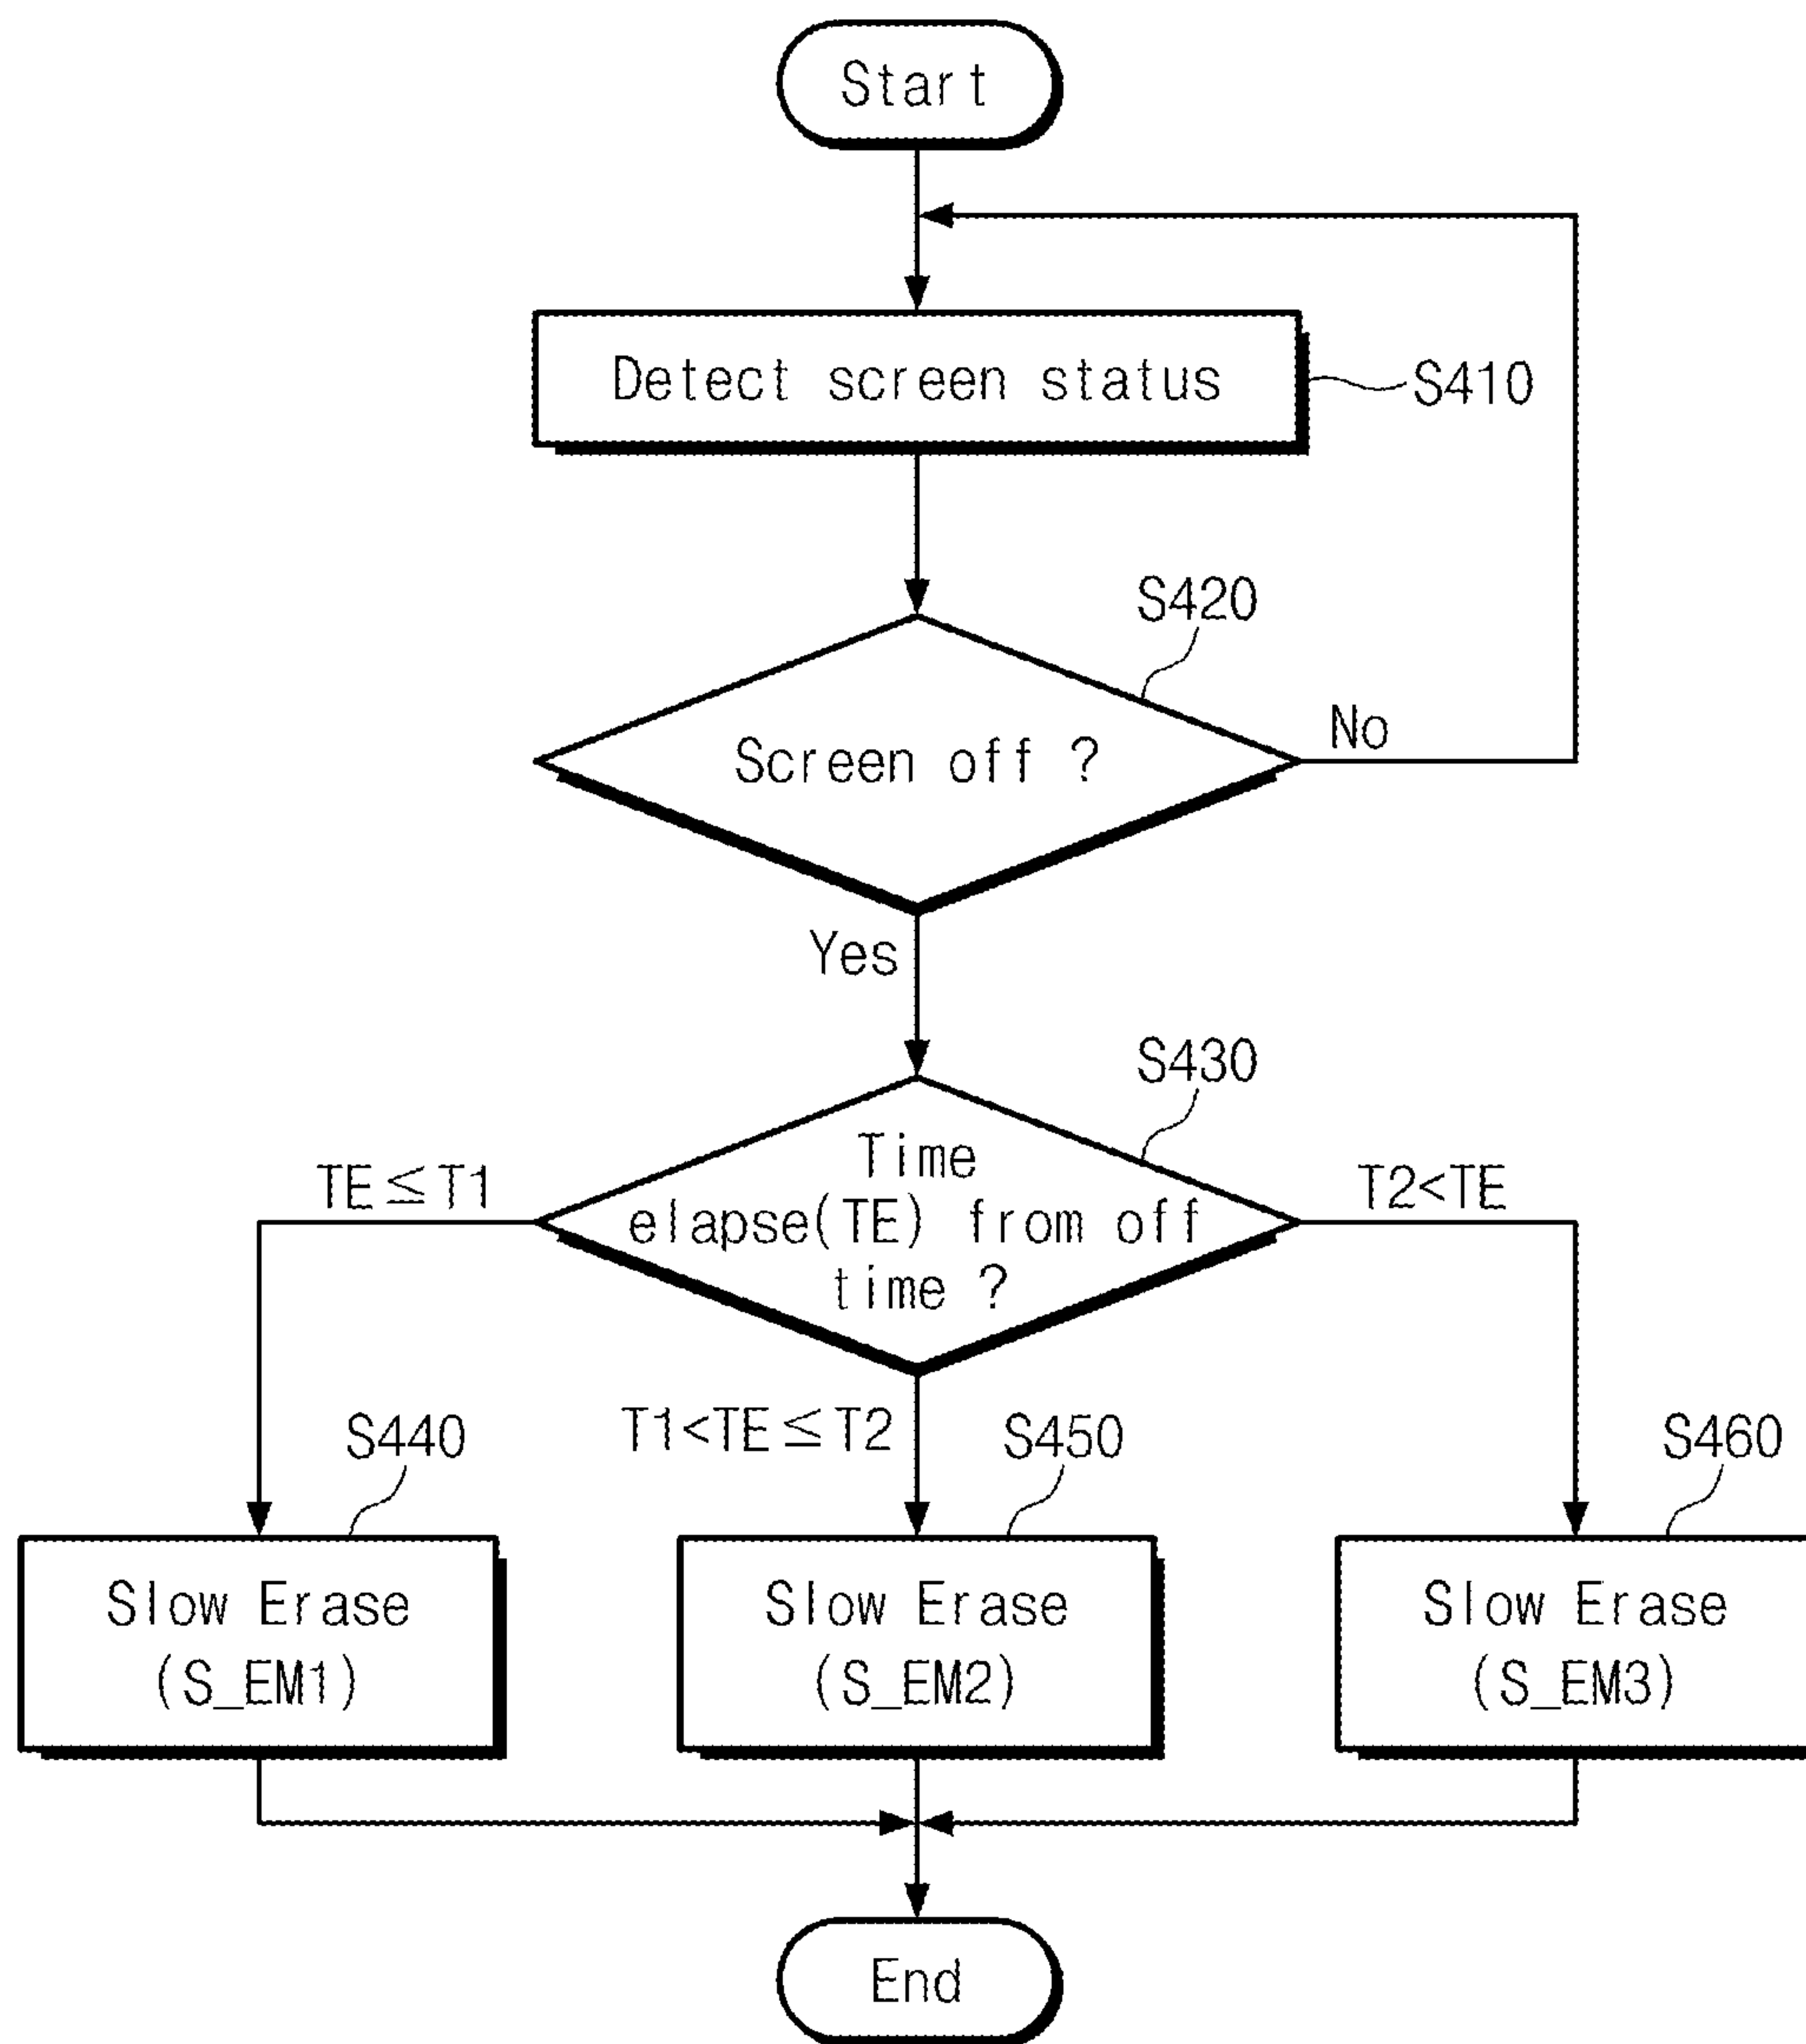 Start
Detect screen status
S410
S420
Screen off ?
No
Yes
S430
Time
elapse(TE) from off
time ?
TE≦T1
T2<TE
T1<TE≦T2
S440
S450
S460
Slow Erase
(S_EM1)
Slow Erase
(S_EM2)
Slow Erase
(S_EM3)
End